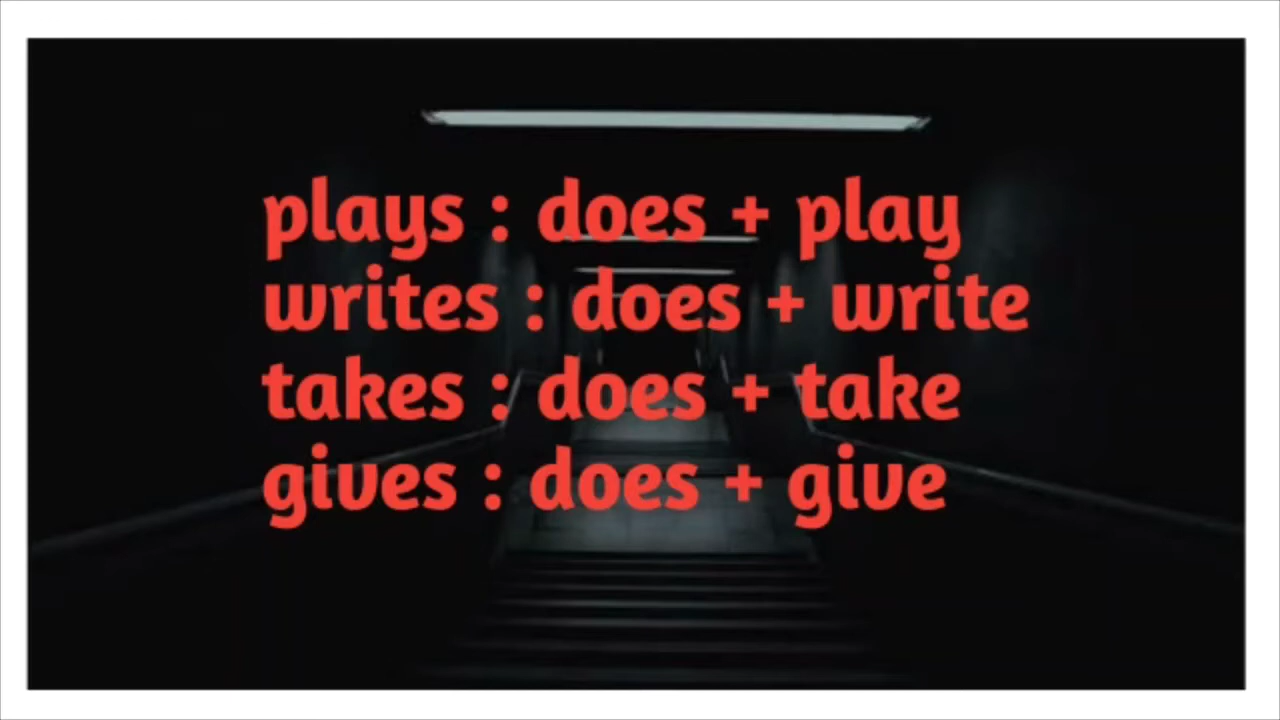 plays : does + play
writes : does + write
takes : does + take
gives : does + give